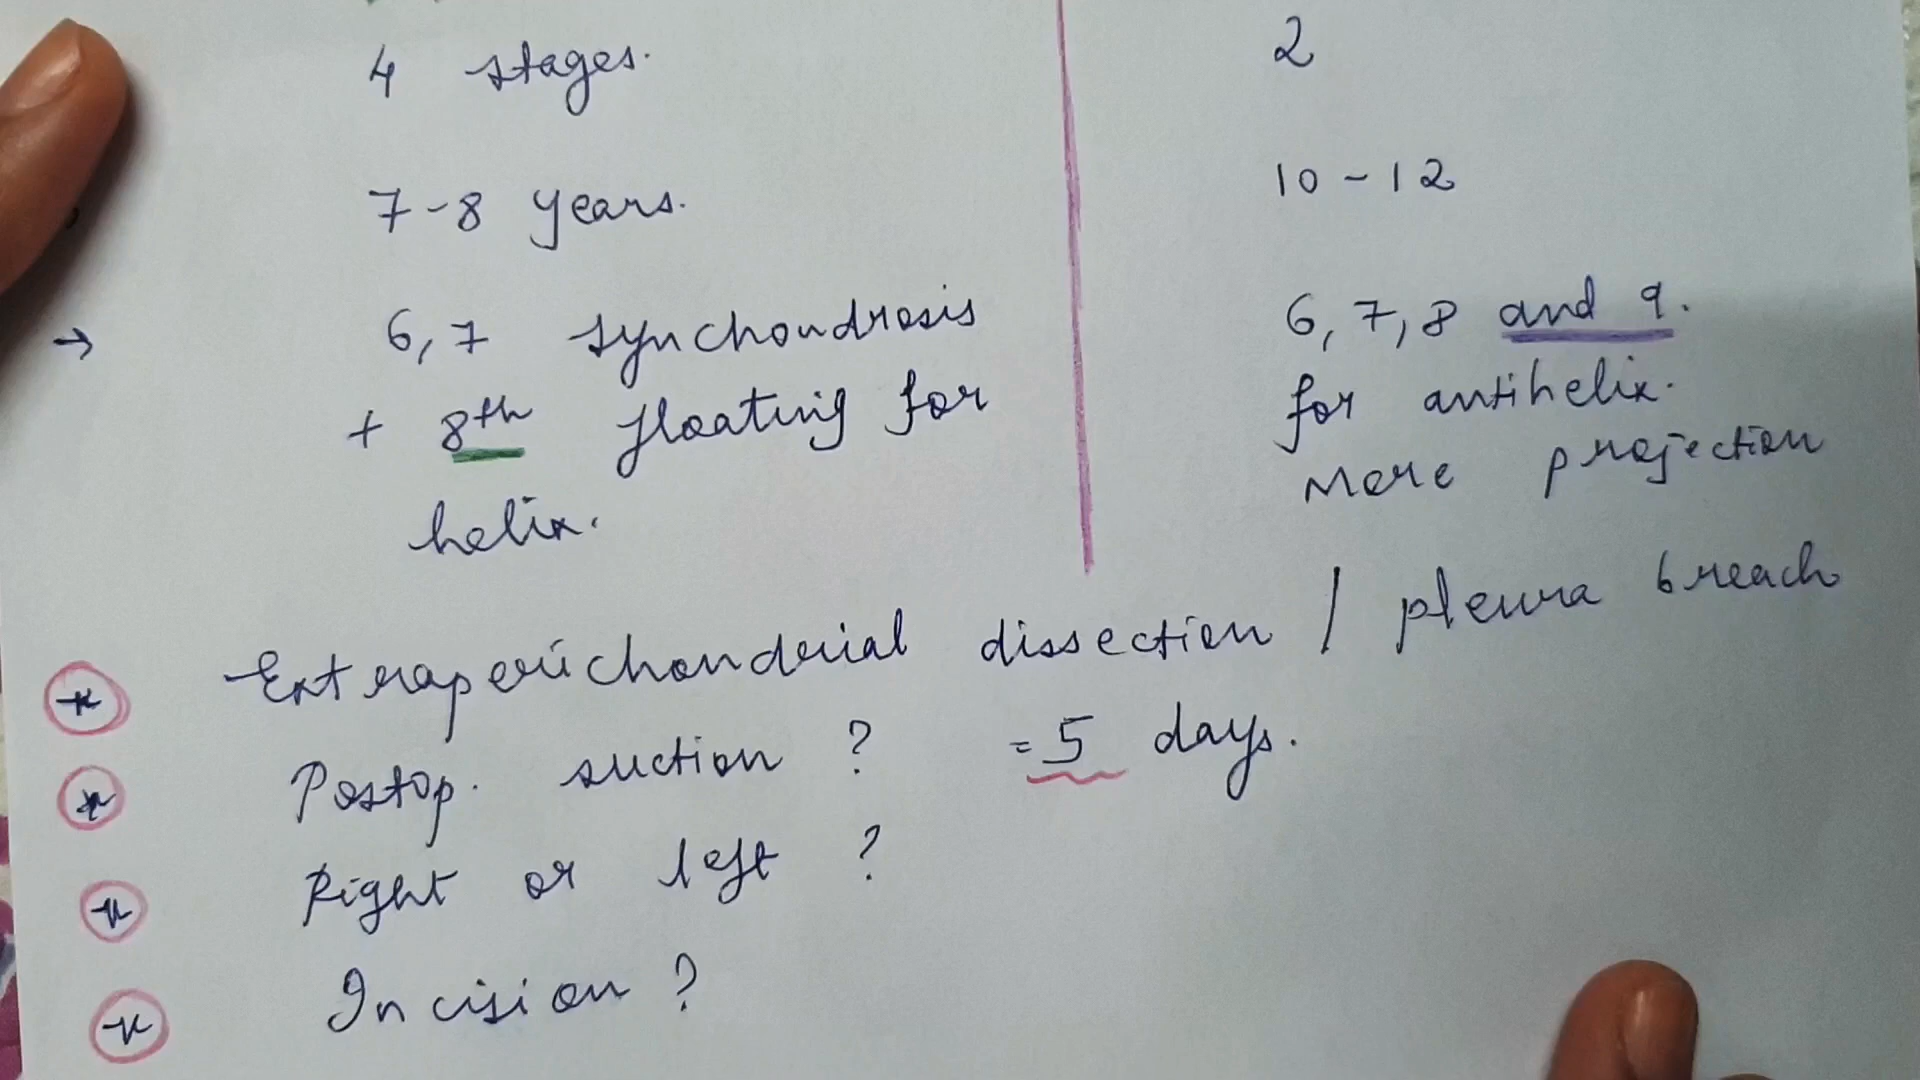 4 stages.
2
7-8 years.
10-12
→ 6, 7 synchondrosis
+ 8th floating for
helix.
6, 7, 8 and 9.
for antihelix.
More projection
* Extraperichondrial dissection / pleura breach
* Postop. suction ? = 5 days.
* Right or left ?
* Incision ?